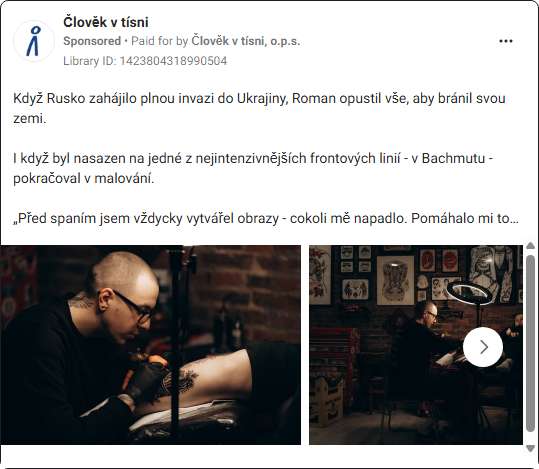 Člověk v tísni
Sponsored • Paid for by Člověk v tísni, o.p.s.
Library ID: 1423804318990504
Když Rusko zahájilo plnou invazi do Ukrajiny, Roman opustil vše, aby bránil svou
zemi.
I když byl nasazen na jedné z nejintenzivnějších frontových linií - v Bachmutu -
pokračoval v malování.
„Před spaním jsem vždycky vytvářel obrazy - cokoli mě napadlo. Pomáhalo mi to...